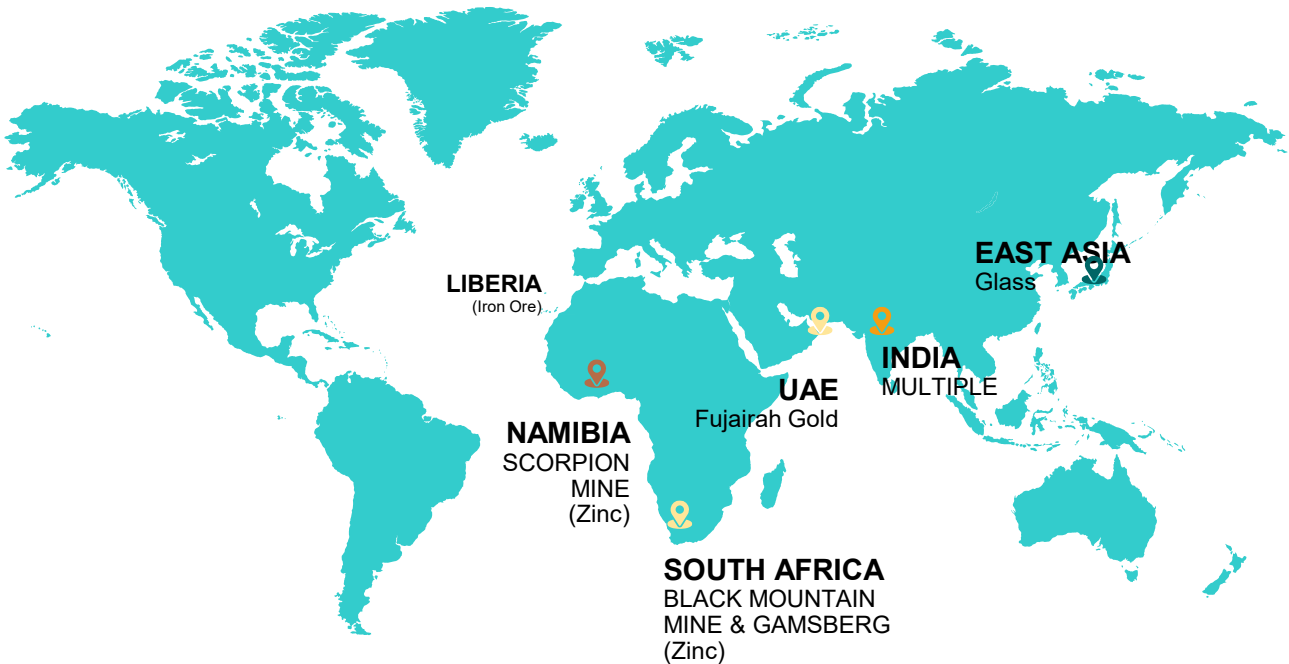 EAST ASIA
Glass
LIBERIA
(Iron Ore)
INDIA
MULTIPLE
UAE
Fujairah Gold
NAMIBIA
SCORPION
MINE
(Zinc)
SOUTH AFRICA
BLACK MOUNTAIN
MINE & GAMSBERG
(Zinc)